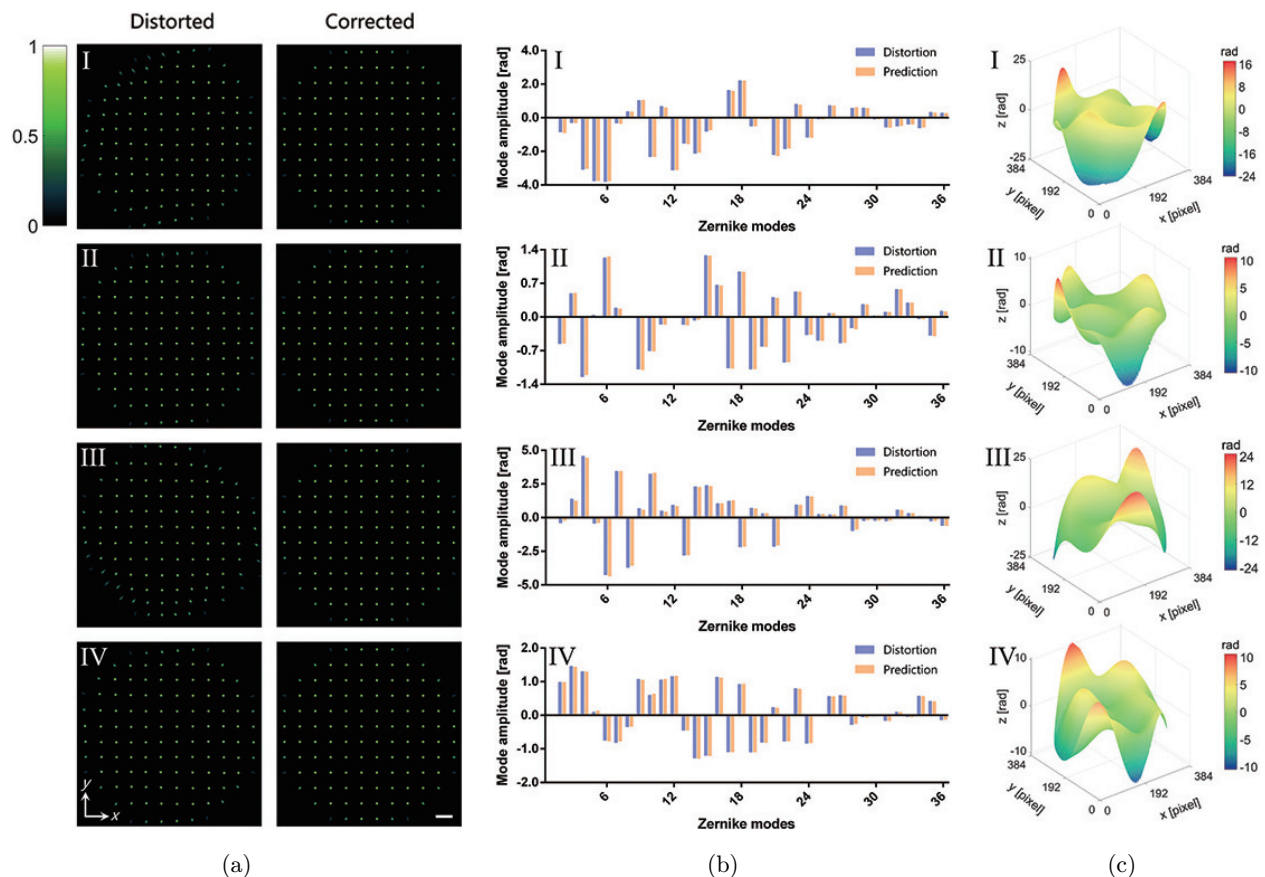 Distorted Corrected
1
0.5
0
I
II
III
IV
y
x
(a)
I
Distortion
Prediction
Mode amplitude [rad]
4.0
2.0
0.0
-2.0
-4.0
6 12 18 24 30 36
Zernike modes
II
Distortion
Prediction
Mode amplitude [rad]
1.4
0.7
0.0
-0.7
-1.4
6 12 18 24 30 36
Zernike modes
III
Distortion
Prediction
Mode amplitude [rad]
5.0
2.5
0.0
-2.5
-5.0
6 12 18 24 30 36
Zernike modes
IV
Distortion
Prediction
Mode amplitude [rad]
2.0
1.0
0.0
-1.0
-2.0
6 12 18 24 30 36
Zernike modes
(b)
I
z [rad]
25
0
-25
384
192
0
y [pixel]
0
192
384
x [pixel]
rad
16
8
0
-8
-16
-24
II
z [rad]
10
0
-10
384
192
0
y [pixel]
0
192
384
x [pixel]
rad
10
5
0
-5
-10
III
z [rad]
25
0
-25
384
192
0
y [pixel]
0
192
384
x [pixel]
rad
24
12
0
-12
-24
IV
z [rad]
10
0
-10
384
192
0
y [pixel]
0
192
384
x [pixel]
rad
10
5
0
-5
-10
(c)